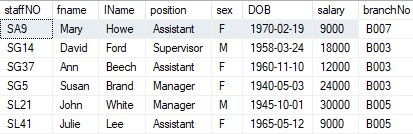 staffNO fname lName position sex DOB salary branchNo
SA9 Mary Howe Assistant F 1970-02-19 9000 B007
SG14 David Ford Supervisor M 1958-03-24 18000 B003
SG37 Ann Beech Assistant F 1960-11-10 12000 B003
SG5 Susan Brand Manager F 1940-05-03 24000 B003
SL21 John White Manager M 1945-10-01 30000 B005
SL41 Julie Lee Assistant F 1965-05-12 9000 B005